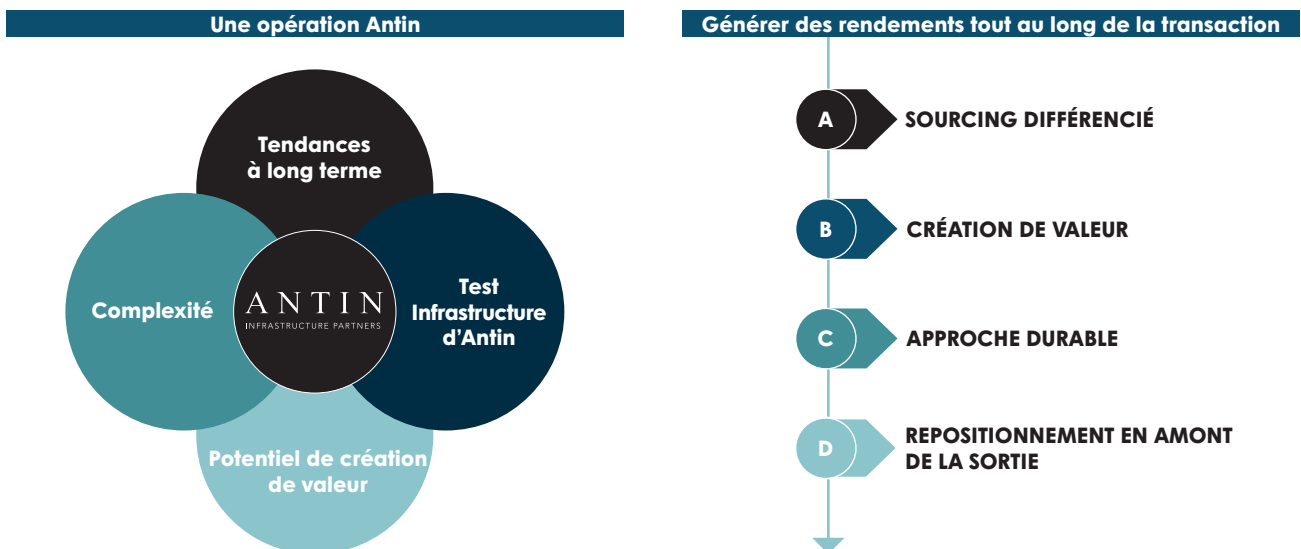 Une opération Antin
Tendances
à long terme
Complexité
ANTIN
INFRASTRUCTURE PARTNERS
Test
Infrastructure
d'Antin
Potentiel de création
de valeur
Générer des rendements tout au long de la transaction
A
SOURCING DIFFÉRENCIÉ
B
CRÉATION DE VALEUR
C
APPROCHE DURABLE
D
REPOSITIONNEMENT EN AMONT
DE LA SORTIE